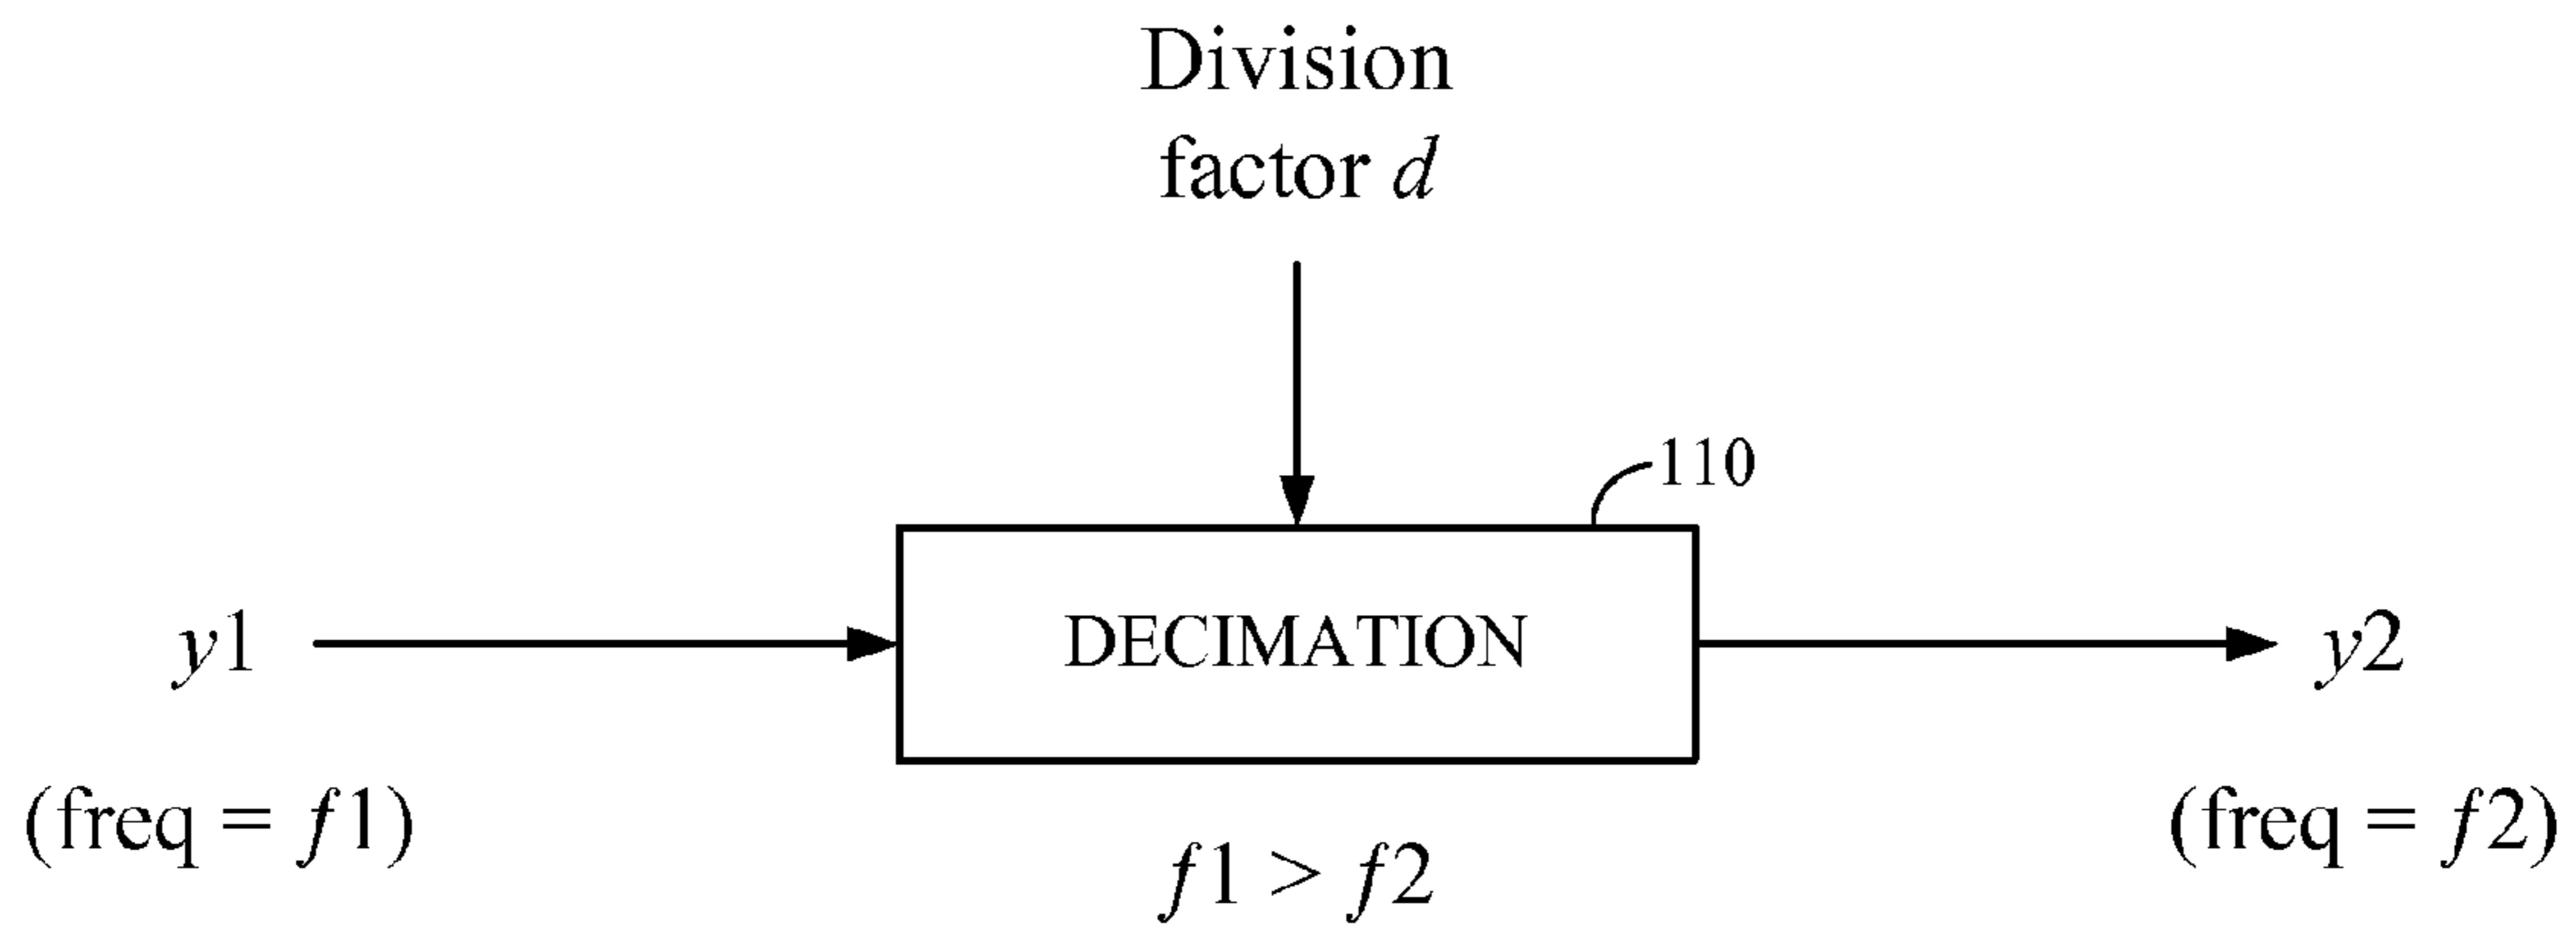 Division
factor d
110
y1
DECIMATION
y2
(freq = f1)
f1 > f2
(freq = f2)